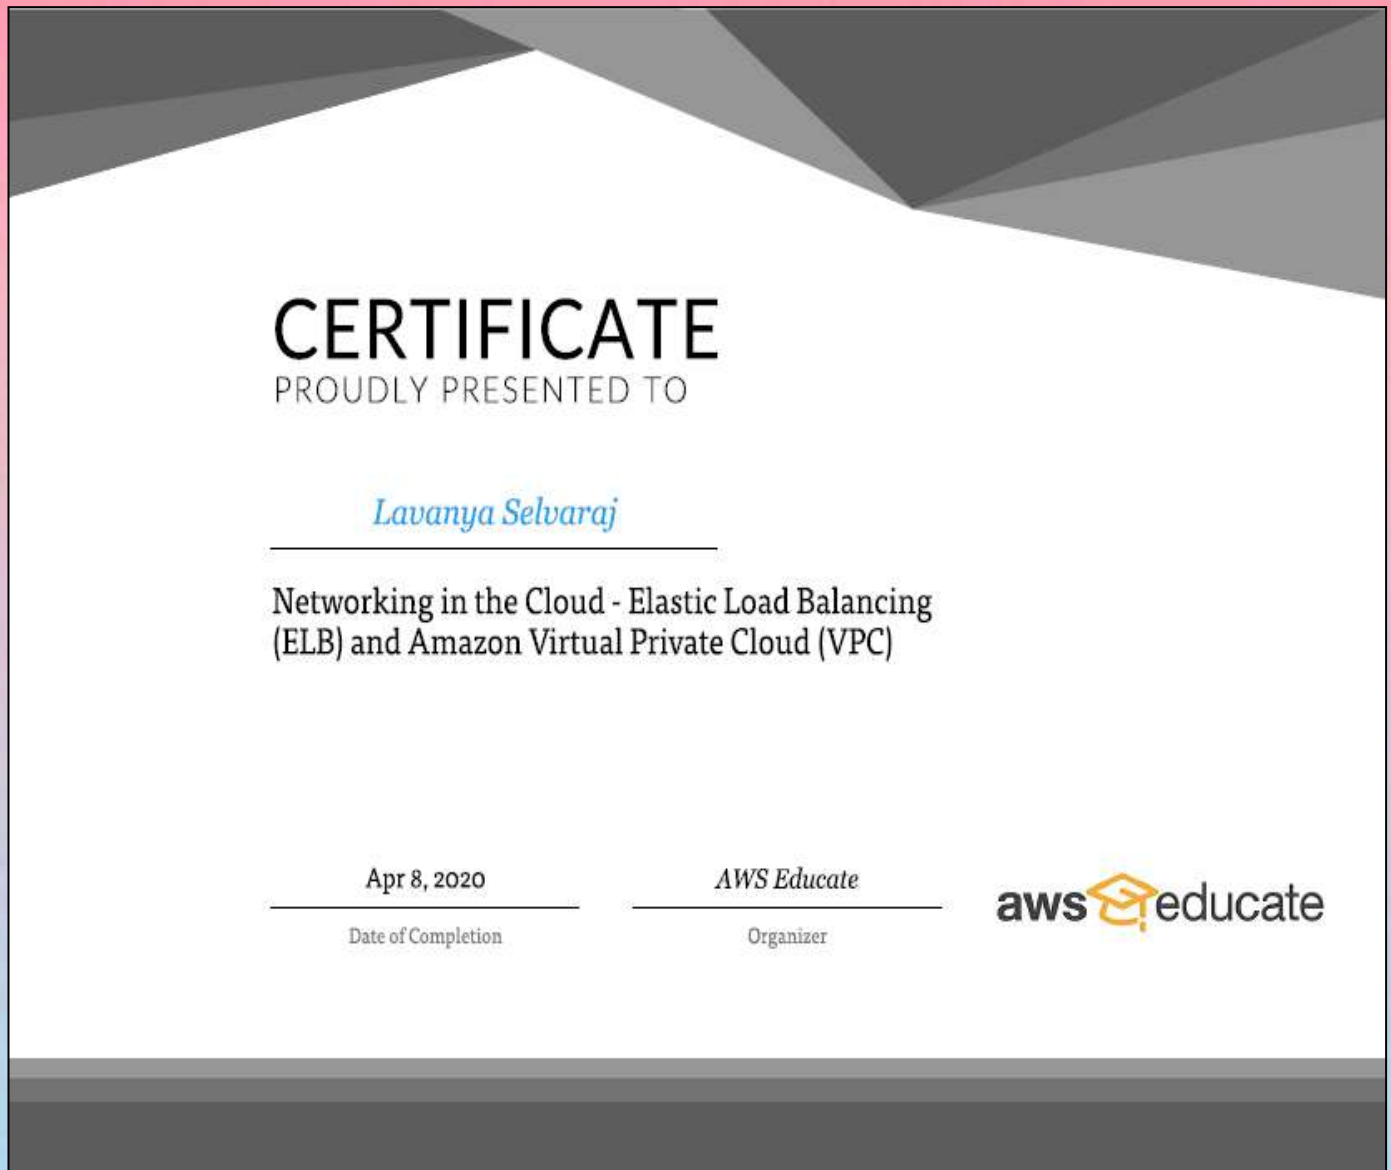 CERTIFICATE
PROUDLY PRESENTED TO
Lavanya Selvaraj
Networking in the Cloud - Elastic Load Balancing
(ELB) and Amazon Virtual Private Cloud (VPC)
Apr 8, 2020
AWS Educate
Date of Completion
Organizer
aws educate